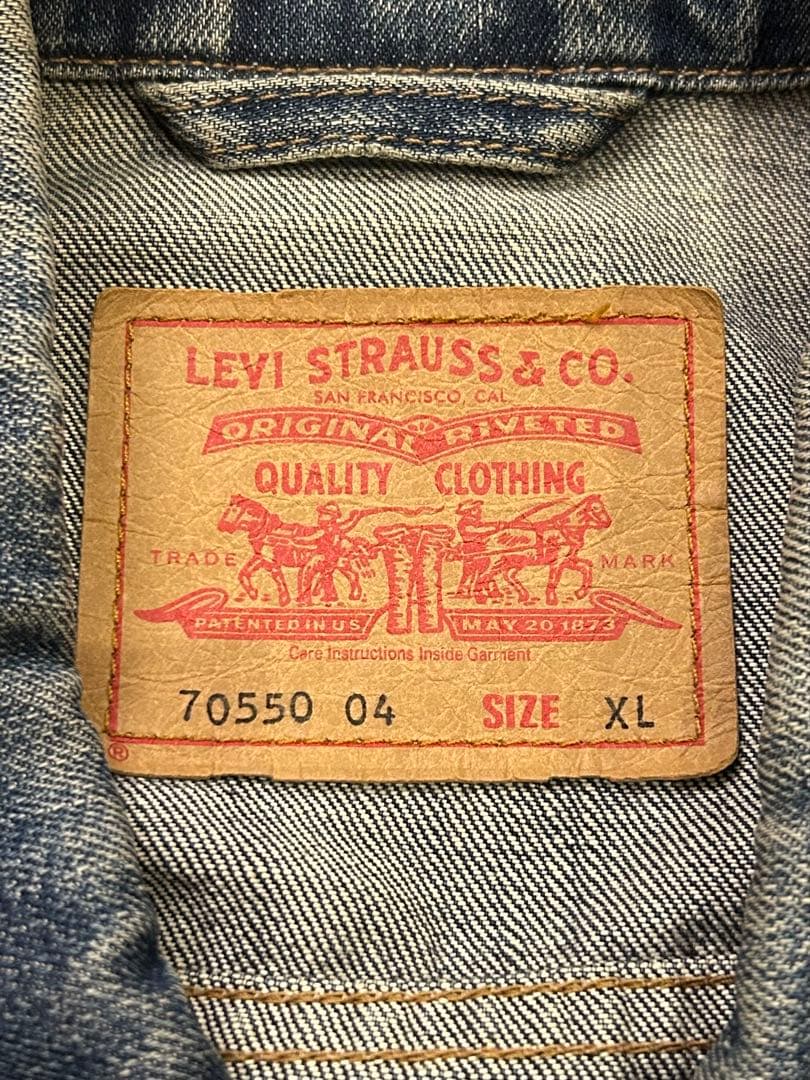 LEVI STRAUSS & CO.
SAN FRANCISCO, CAL
ORIGINAL RIVETED
QUALITY CLOTHING
TRADE MARK
PATENTED IN US MAY 20 1873
Care Instructions Inside Garment
70550 04 SIZE XL
®